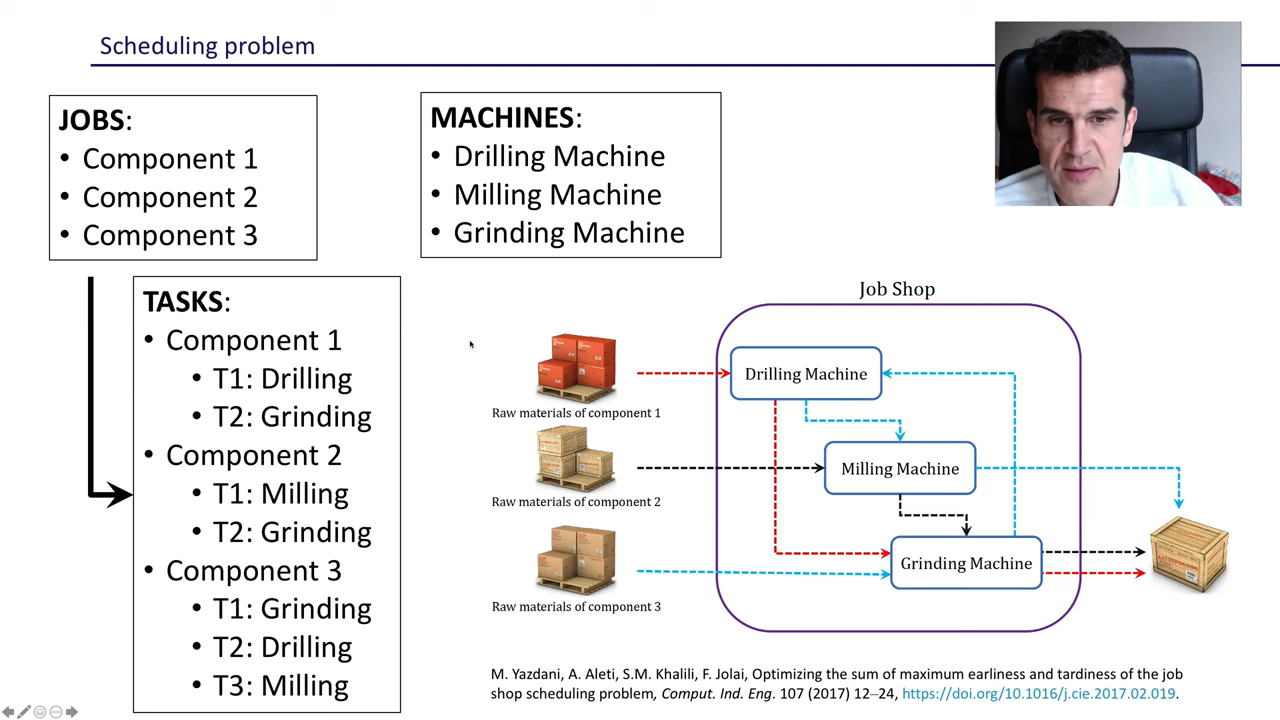 Scheduling problem
JOBS:
• Component 1
• Component 2
• Component 3
MACHINES:
• Drilling Machine
• Milling Machine
• Grinding Machine
TASKS:
• Component 1
• T1: Drilling
• T2: Grinding
• Component 2
• T1: Milling
• T2: Grinding
• Component 3
• T1: Grinding
• T2: Drilling
• T3: Milling
Job Shop
Drilling Machine
Raw materials of component 1
Milling Machine
Raw materials of component 2
Grinding Machine
Raw materials of component 3
M. Yazdani, A. Aleti, S.M. Khalili, F. Jolai, Optimizing the sum of maximum earliness and tardiness of the job
shop scheduling problem, Comput. Ind. Eng. 107 (2017) 12–24, https://doi.org/10.1016/j.cie.2017.02.019.